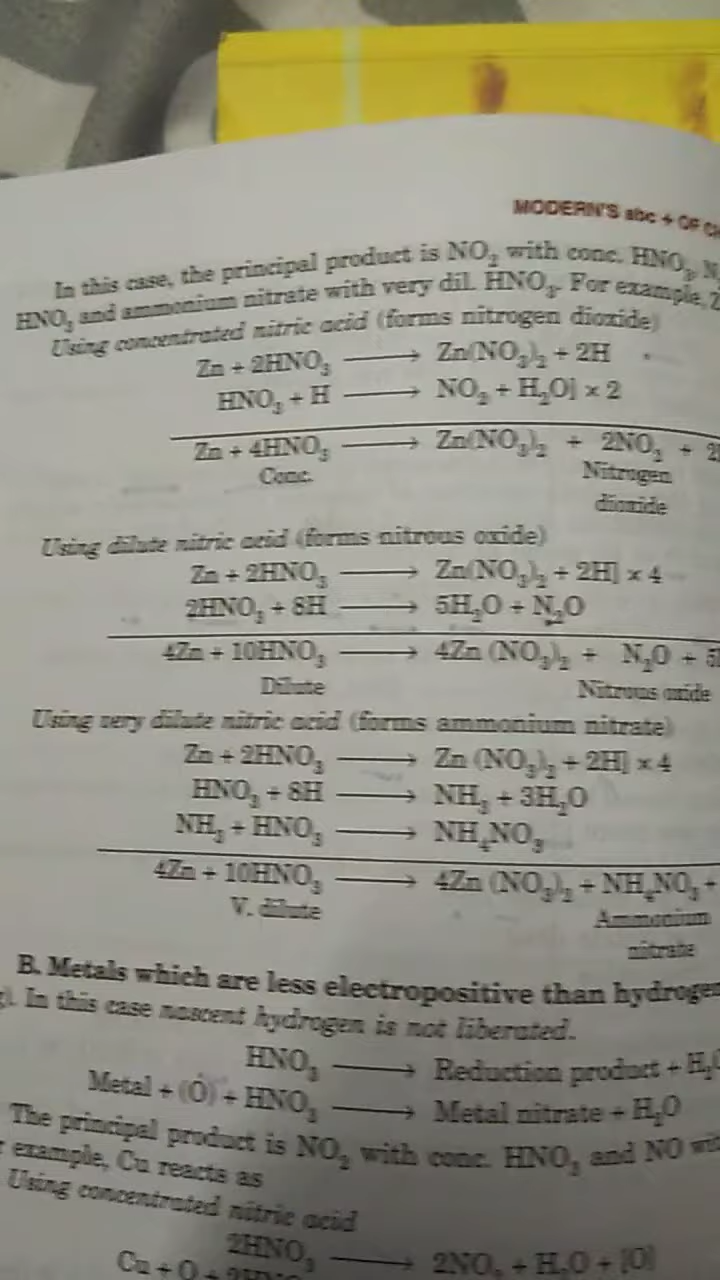 MODERN'S abc + OF C
In this case, the principal product is NO₂ with conc. HNO₃, N
HNO₃ and ammonium nitrate with very dil. HNO₃. For example, Z
Using concentrated nitric acid (forms nitrogen dioxide)
Zn + 2HNO₃ ⟶ Zn(NO₃)₂ + 2H
HNO₃ + H ⟶ NO₂ + H₂O] × 2
Zn + 4HNO₃ ⟶ Zn(NO₃)₂ + 2NO₂ + 2
Conc. Nitrogen
dioxide
Using dilute nitric acid (forms nitrous oxide)
Zn + 2HNO₃ ⟶ Zn(NO₃)₂ + 2H] × 4
2HNO₃ + 8H ⟶ 5H₂O + N₂O
4Zn + 10HNO₃ ⟶ 4Zn (NO₃)₂ + N₂O + 5
Dilute Nitrous oxide
Using very dilute nitric acid (forms ammonium nitrate)
Zn + 2HNO₃ ⟶ Zn (NO₃)₂ + 2H] × 4
HNO₃ + 8H ⟶ NH₃ + 3H₂O
NH₃ + HNO₃ ⟶ NH₄NO₃
4Zn + 10HNO₃ ⟶ 4Zn (NO₃)₂ + NH₄NO₃ +
V. dilute Ammonium
nitrate
B. Metals which are less electropositive than hydrogen
g). In this case nascent hydrogen is not liberated.
HNO₃ ⟶ Reduction product + H₂O
Metal + (O) + HNO₃ ⟶ Metal nitrate + H₂O
The principal product is NO₂ with conc. HNO₃ and NO wit
r example, Cu reacts as
Using concentrated nitric acid
2HNO₃ ⟶ 2NO₂ + H₂O + [O]
Cu + O + 2HNO